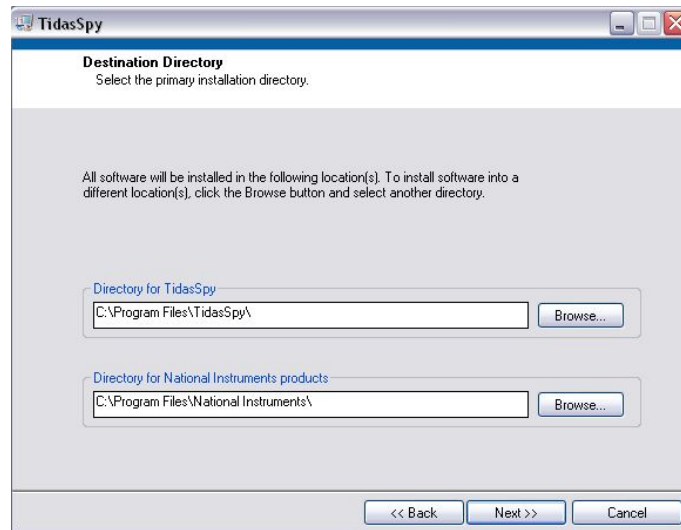 TidasSpy
Destination Directory
Select the primary installation directory.
All software will be installed in the following location(s). To install software into a
different location(s), click the Browse button and select another directory.
Directory for TidasSpy
C:\Program Files\TidasSpy\
Browse...
Directory for National Instruments products
C:\Program Files\National Instruments\
Browse...
<< Back
Next >>
Cancel